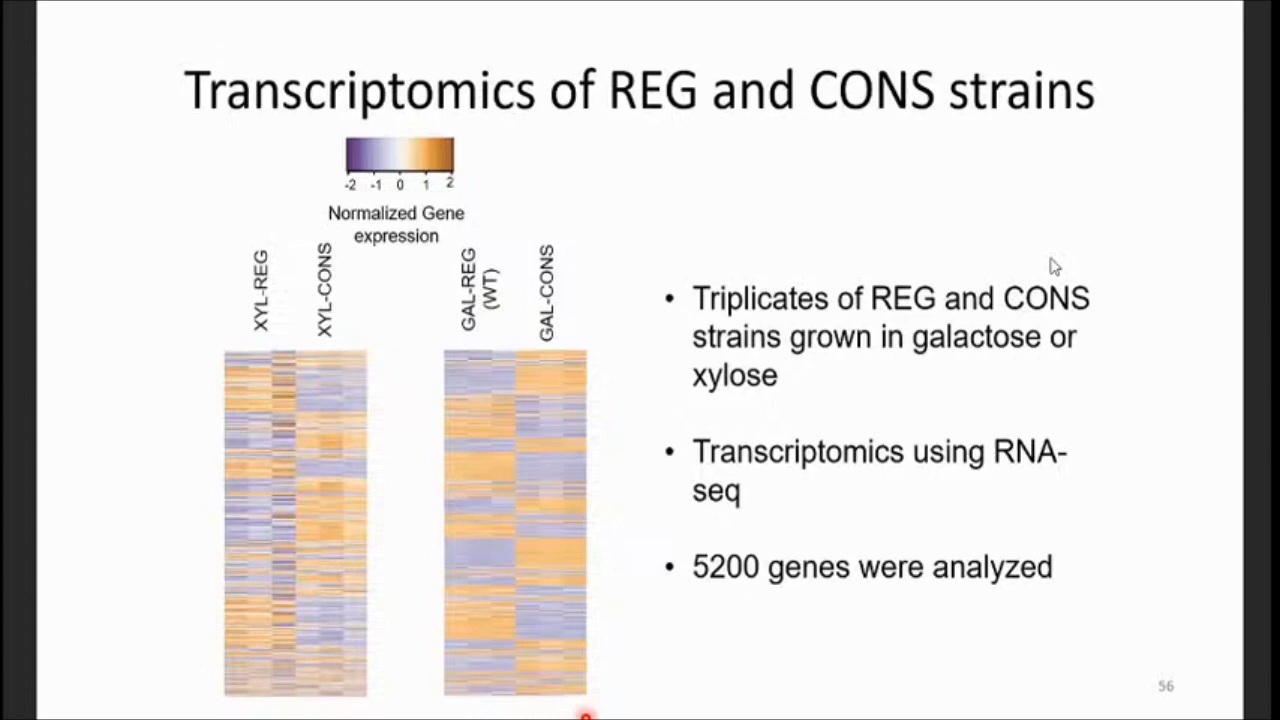 Transcriptomics of REG and CONS strains
-2 -1 0 1 2
Normalized Gene
expression
XYL-REG
XYL-CONS
GAL-REG
(WT)
GAL-CONS
• Triplicates of REG and CONS
strains grown in galactose or
xylose
• Transcriptomics using RNA-
seq
• 5200 genes were analyzed
56